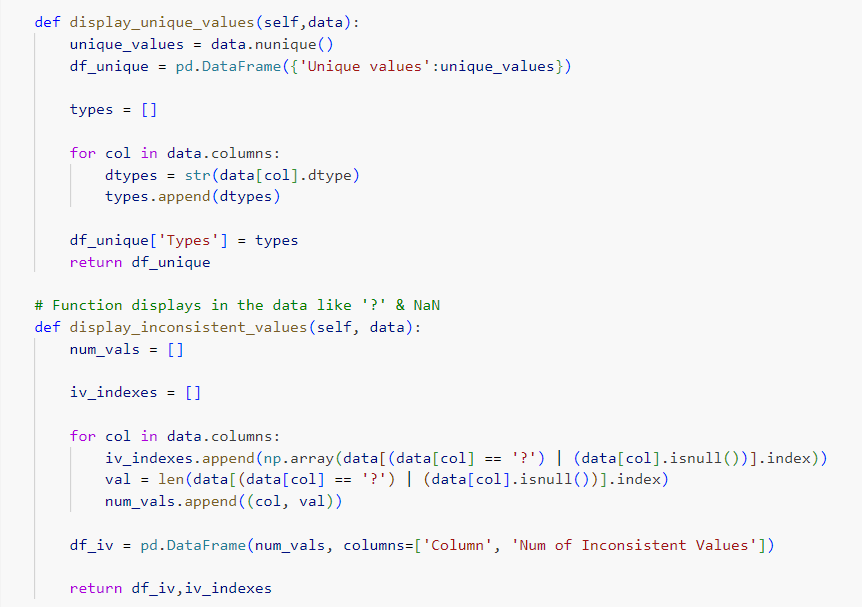 def display_unique_values(self,data):
    unique_values = data.nunique()
    df_unique = pd.DataFrame({'Unique values':unique_values})
    types = []
    for col in data.columns:
        dtypes = str(data[col].dtype)
        types.append(dtypes)
    df_unique['Types'] = types
    return df_unique
# Function displays in the data like '?' & NaN
def display_inconsistent_values(self, data):
    num_vals = []
    iv_indexes = []
    for col in data.columns:
        iv_indexes.append(np.array(data[(data[col] == '?') | (data[col].isnull())].index))
        val = len(data[(data[col] == '?') | (data[col].isnull())].index)
        num_vals.append((col, val))
    df_iv = pd.DataFrame(num_vals, columns=['Column', 'Num of Inconsistent Values'])
    return df_iv,iv_indexes